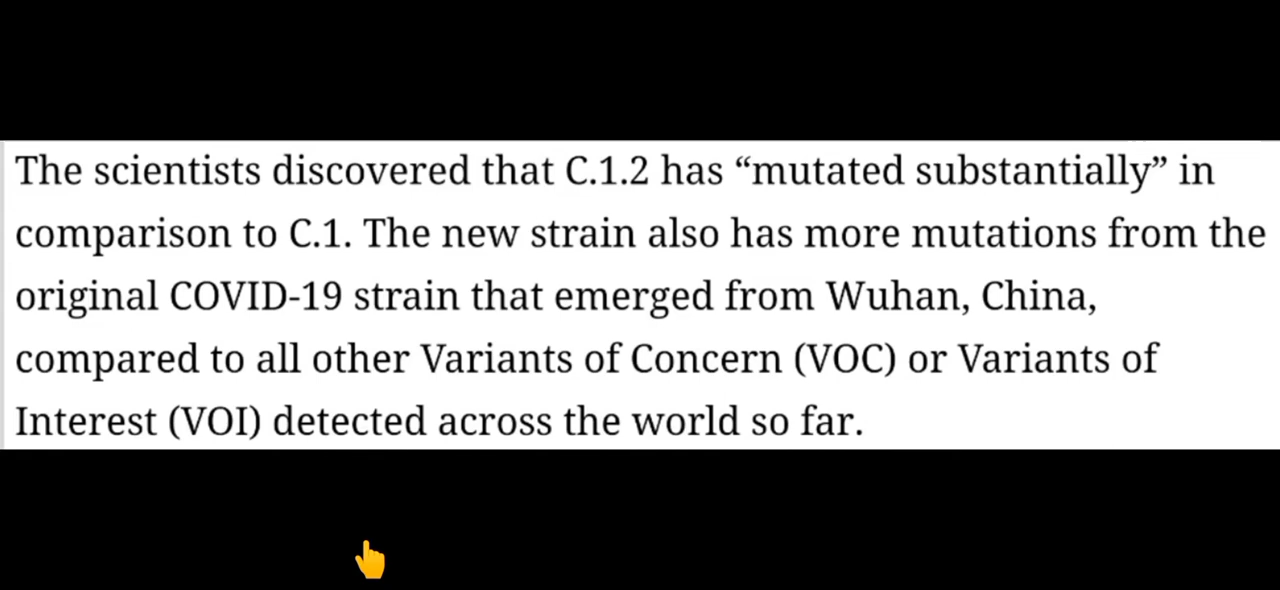 The scientists discovered that C.1.2 has “mutated substantially” in
comparison to C.1. The new strain also has more mutations from the
original COVID-19 strain that emerged from Wuhan, China,
compared to all other Variants of Concern (VOC) or Variants of
Interest (VOI) detected across the world so far.